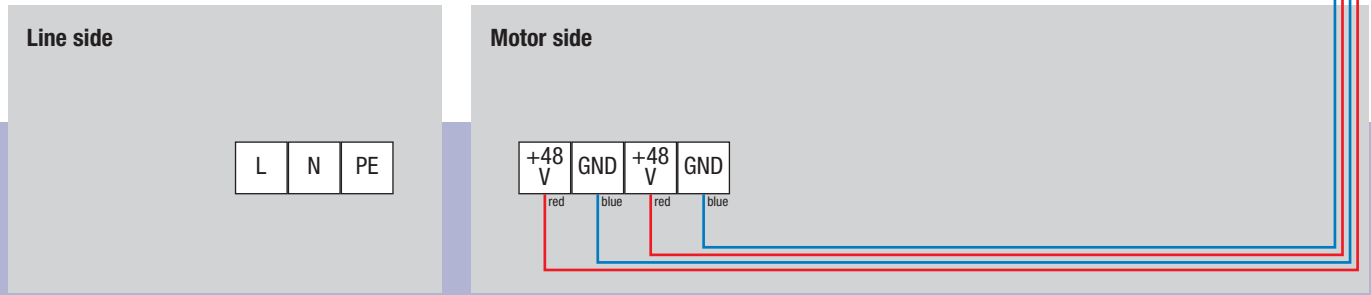 Line side
Motor side
L N PE
+48 V GND +48 V GND
red blue red blue